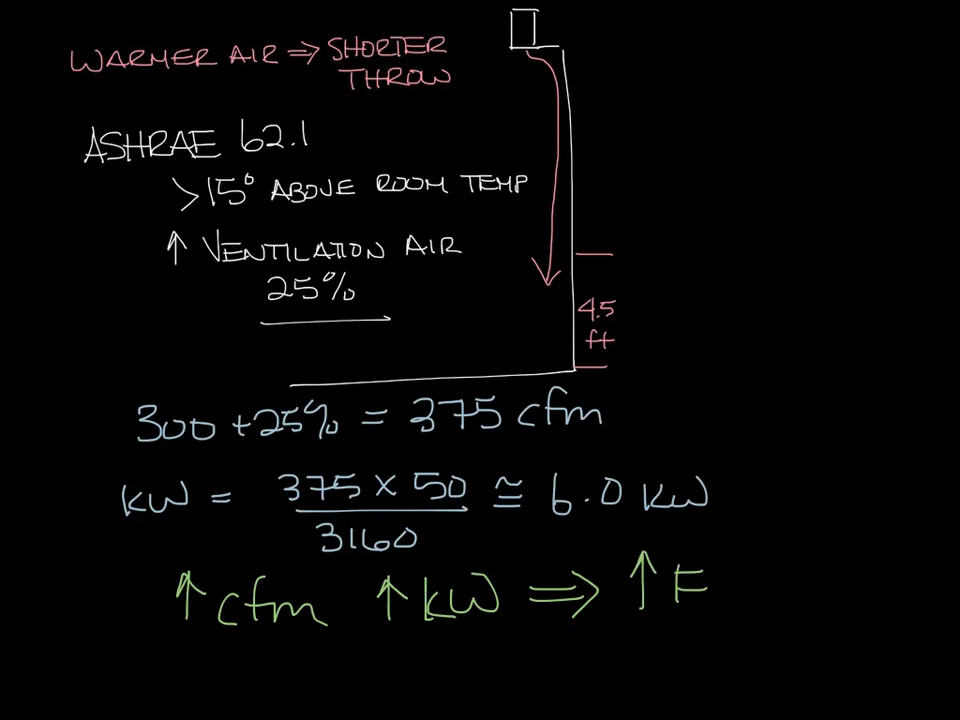 WARMER AIR ⇒ SHORTER
THROW
ASHRAE 62.1
>15° ABOVE ROOM TEMP
↑ VENTILATION AIR
25%
4.5
ft
300 + 25% = 375 cfm
KW = 375 x 50 / 3160 ≅ 6.0 KW
↑ cfm ↑ KW ⇒ ↑ E